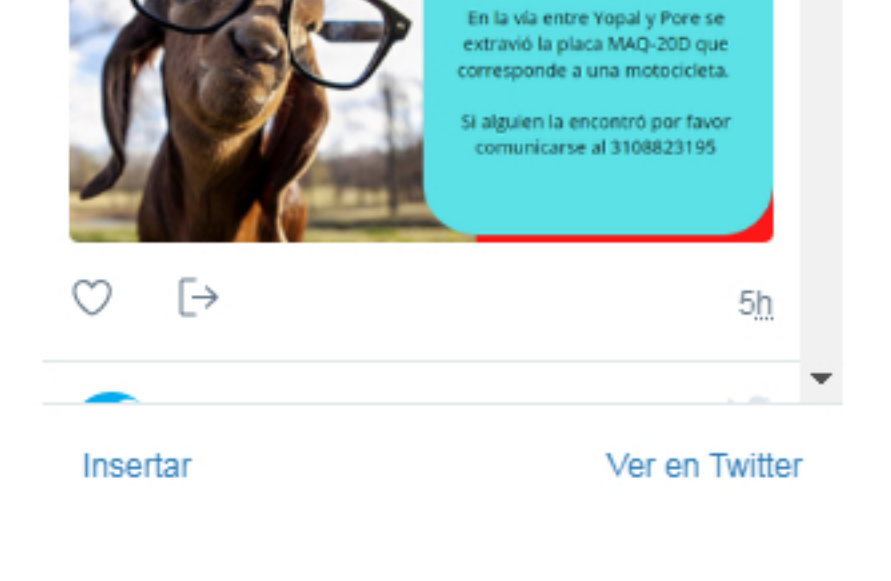 En la vía entre Yopal y Pore se
extravió la placa MAQ-20D que
corresponde a una motocicleta.
Si alguien la encontró por favor
comunicarse al 3108823195
5h
Insertar
Ver en Twitter